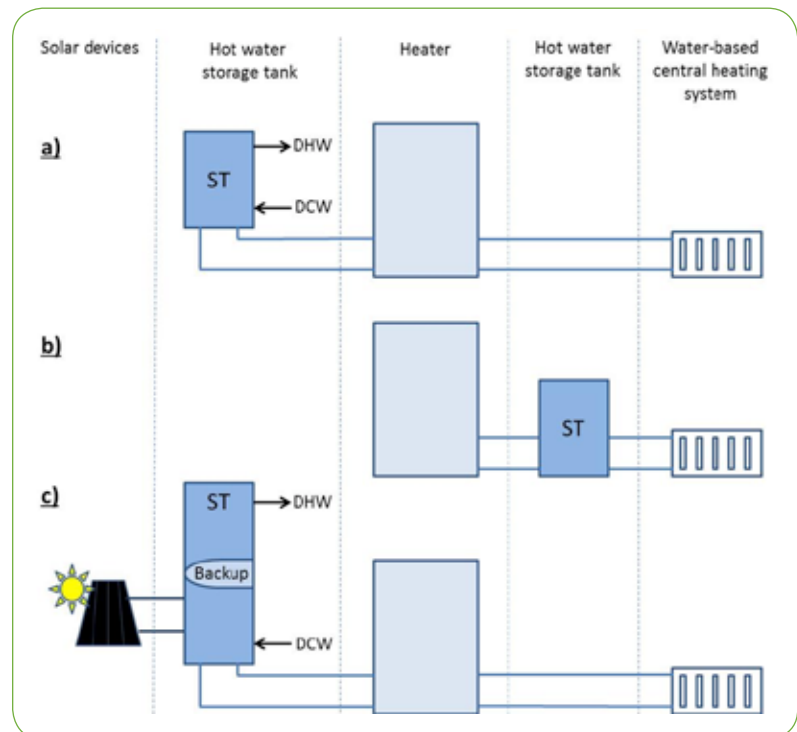 Solar devices
Hot water
storage tank
Heater
Hot water
storage tank
Water-based
central heating
system
a)
ST
DHW
DCW
b)
ST
c)
ST
DHW
Backup
DCW